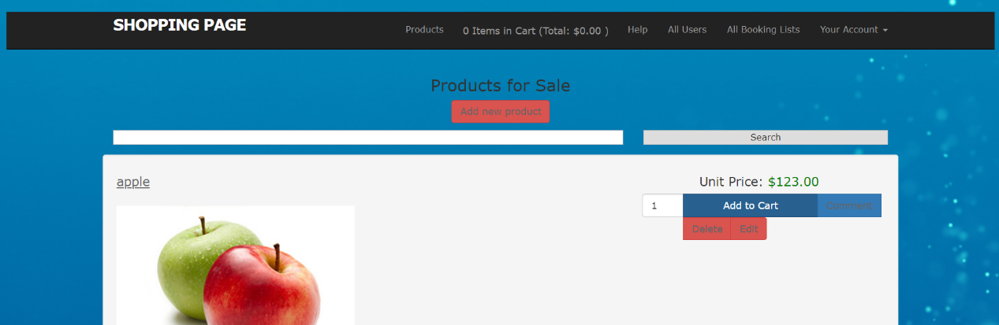 SHOPPING PAGE
Products 0 Items in Cart (Total: $0.00 ) Help All Users All Booking Lists Your Account
Products for Sale
Add new product
Search
apple
Unit Price: $123.00
1 Add to Cart Comment
Delete Edit